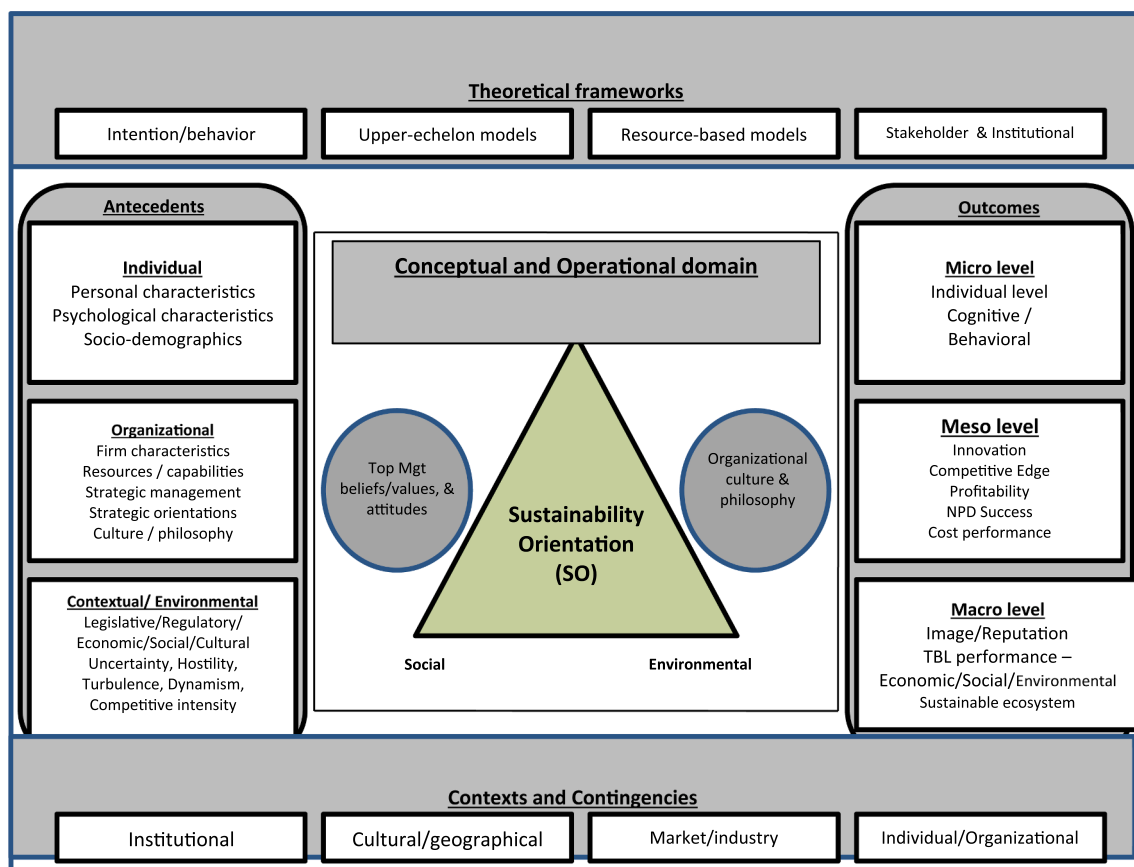 Theoretical frameworks
Intention/behavior
Upper-echelon models
Resource-based models
Stakeholder & Institutional
Antecedents
Individual
Personal characteristics
Psychological characteristics
Socio-demographics
Organizational
Firm characteristics
Resources / capabilities
Strategic management
Strategic orientations
Culture / philosophy
Contextual/ Environmental
Legislative/Regulatory/
Economic/Social/Cultural
Uncertainty, Hostility,
Turbulence, Dynamism,
Competitive intensity
Conceptual and Operational domain
Top Mgt
beliefs/values, &
attitudes
Sustainability
Orientation
(SO)
Organizational
culture &
philosophy
Social
Environmental
Outcomes
Micro level
Individual level
Cognitive /
Behavioral
Meso level
Innovation
Competitive Edge
Profitability
NPD Success
Cost performance
Macro level
Image/Reputation
TBL performance –
Economic/Social/Environmental
Sustainable ecosystem
Contexts and Contingencies
Institutional
Cultural/geographical
Market/industry
Individual/Organizational